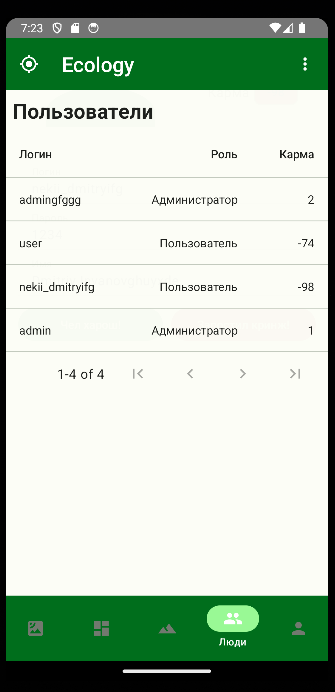 7:23
Ecology
Пользователи
Логин Роль Карма
admingfggg Администратор 2
user Пользователь -74
nekii_dmitryifg Пользователь -98
admin Администратор 1
1-4 of 4
Люди